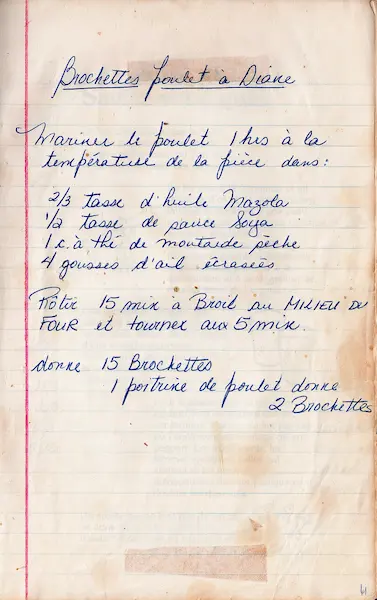 Brochettes poulet à Diane
Mariner le poulet 1 hrs à la
température de la pièce dans:
2/3 tasse d'huile Mazola
1/2 tasse de sauce Soya
1 c. à thé de moutarde sèche
4 gousses d'ail écrasées
Rôtir 15 min à Broil au MILIEU DU
FOUR et tourner aux 5 min.
donne 15 Brochettes
1 poitrine de poulet donne
2 Brochettes